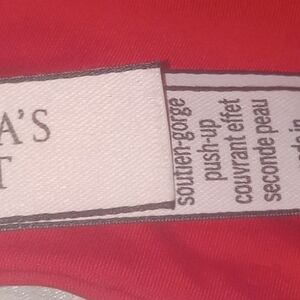 A'S
T
soutien-gorge
push-up
couvrant effet
seconde peau